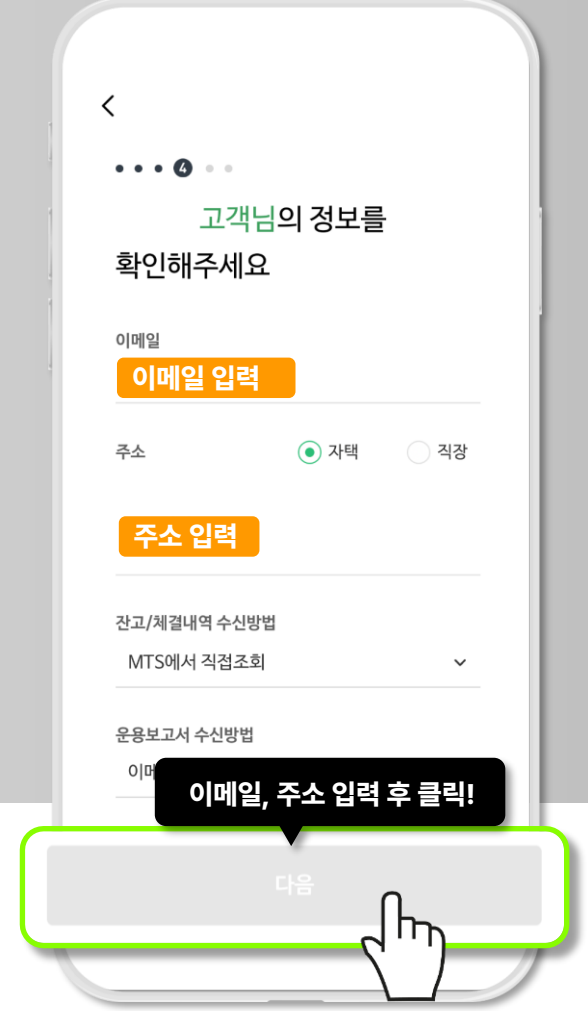 4
고객님의 정보를
확인해주세요
이메일
이메일 입력
주소
자택
직장
주소 입력
잔고/체결내역 수신방법
MTS에서 직접조회
운용보고서 수신방법
이메일, 주소 입력 후 클릭!
다음